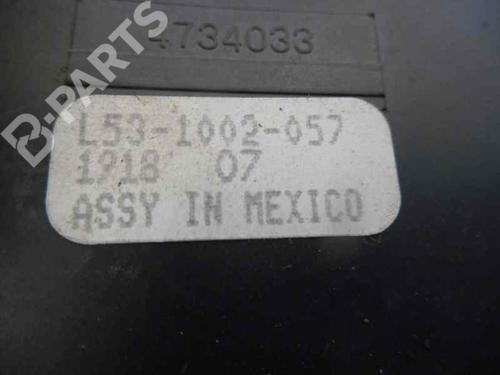 4734033
B-PARTS
L53-1002-057
1918 07
ASSY IN MEXICO